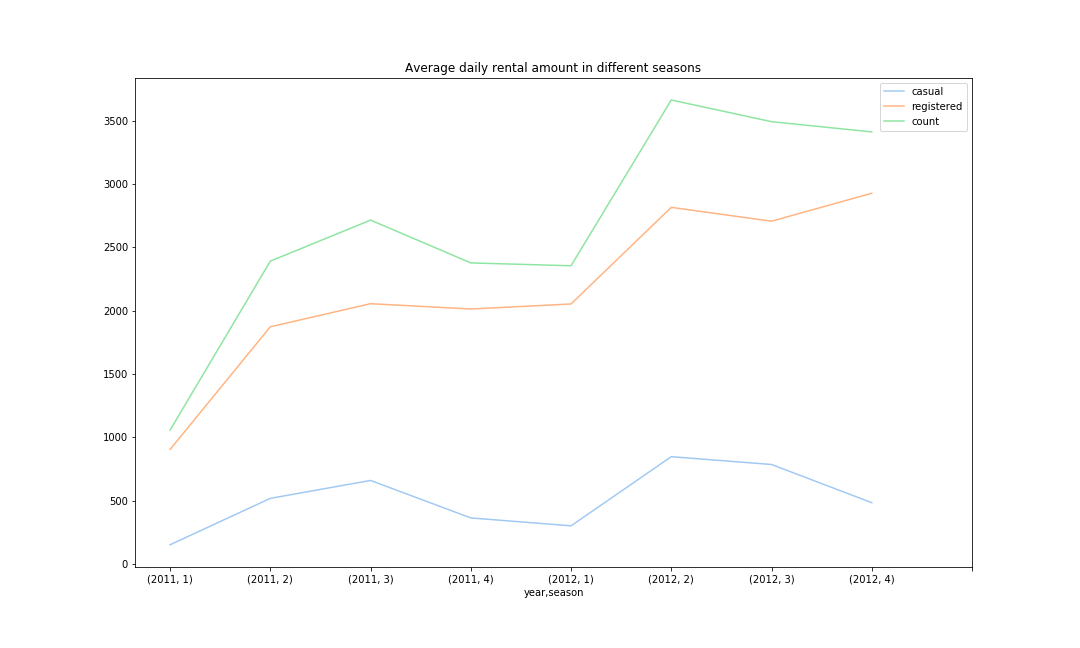 Average daily rental amount in different seasons
casual
registered
count
3500
3000
2500
2000
1500
1000
500
0
(2011, 1) (2011, 2) (2011, 3) (2011, 4) (2012, 1) (2012, 2) (2012, 3) (2012, 4)
year,season